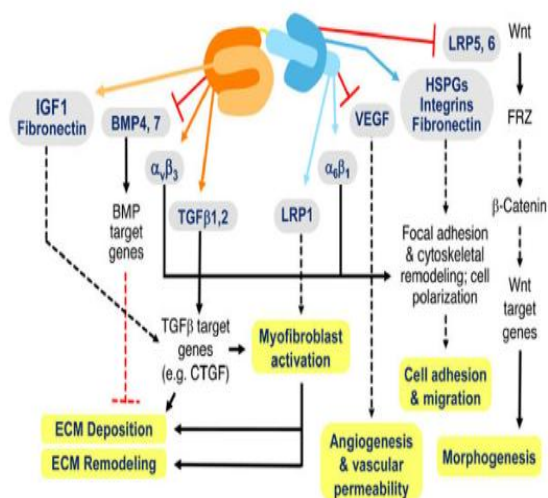 LRP5, 6
Wnt
IGF1
Fibronectin
BMP4, 7
VEGF
HSPGs
Integrins
Fibronectin
FRZ
αvβ3
α6β1
BMP
target
genes
TGFβ1,2
LRP1
β-Catenin
Focal adhesion
& cytoskeletal
remodeling; cell
polarization
Wnt
target
genes
TGFβ target
genes
(e.g. CTGF)
Myofibroblast
activation
Cell adhesion
& migration
ECM Deposition
ECM Remodeling
Angiogenesis
& vascular
permeability
Morphogenesis